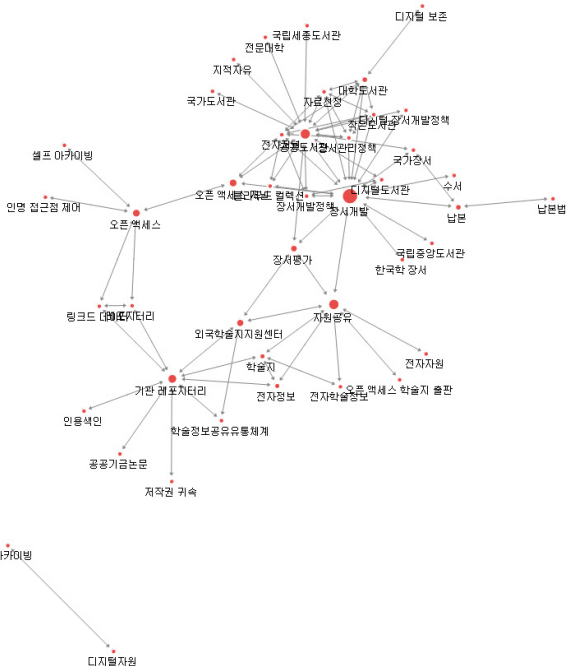 디지털 보존
국립세종도서관
전문대학
지적자유
대학도서관
국가도서관
자료선정
장서개발정책
공공도서관
국가장서
셀프 아카이빙
수서
디지털도서관
인명 접근점 제어
오픈 액세스
장서개발정책
장서개발
납본
납본법
국립중앙도서관
장서평가
한국학 장서
링크드 데이터
자원공유
외국학술지지원센터
학술지
전자자원
기관 레포지터리
전자정보
전자학술정보
오픈 액세스 학술지 출판
인용색인
학술정보공유유통체계
공공기금논문
저작권 귀속
카이빙
디지털자원